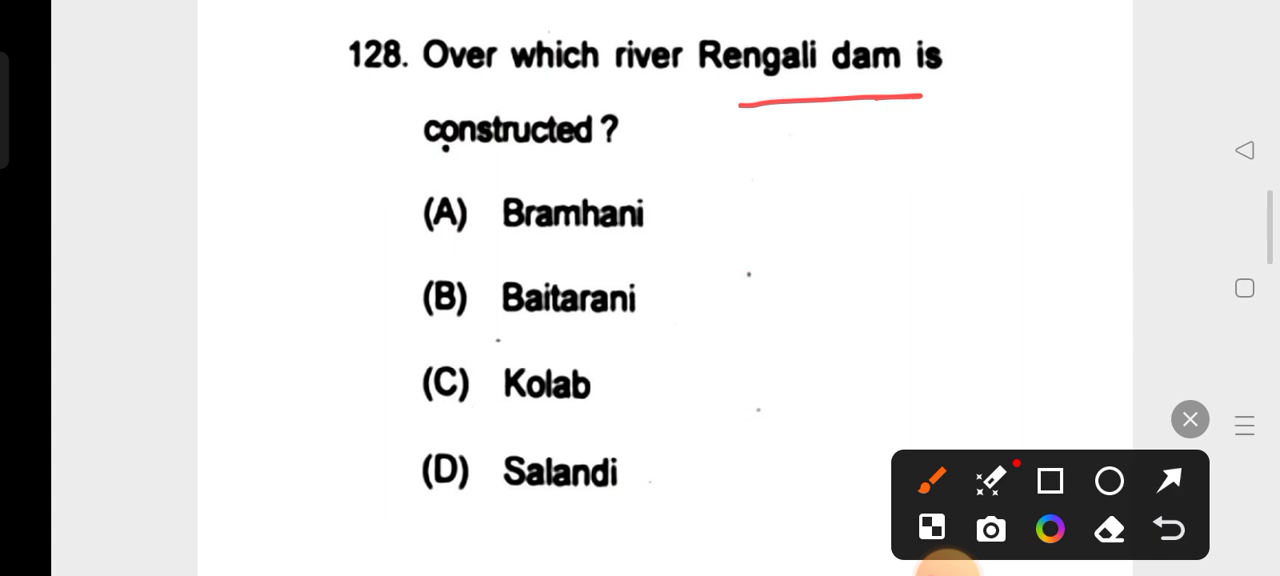 128. Over which river Rengali dam is
constructed ?
(A) Bramhani
(B) Baitarani
(C) Kolab
(D) Salandi